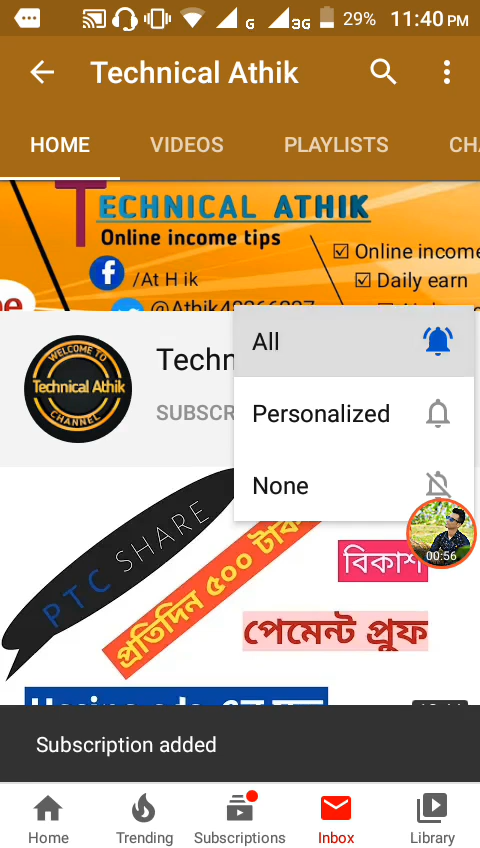 G
3G
29%
11:40 PM
Technical Athik
HOME
VIDEOS
PLAYLISTS
TECHNICAL ATHIK
Online income tips
/At H ik
☑ Online income
☑ Daily earn
WELCOME TO
Technical Athik
CHANNEL
All
Personalized
None
00:56
PTC SHARE
প্রতিদিন ৫০০
বিকাশ
পেমেন্ট প্রুফ
Subscription added
Home
Trending
Subscriptions
Inbox
Library